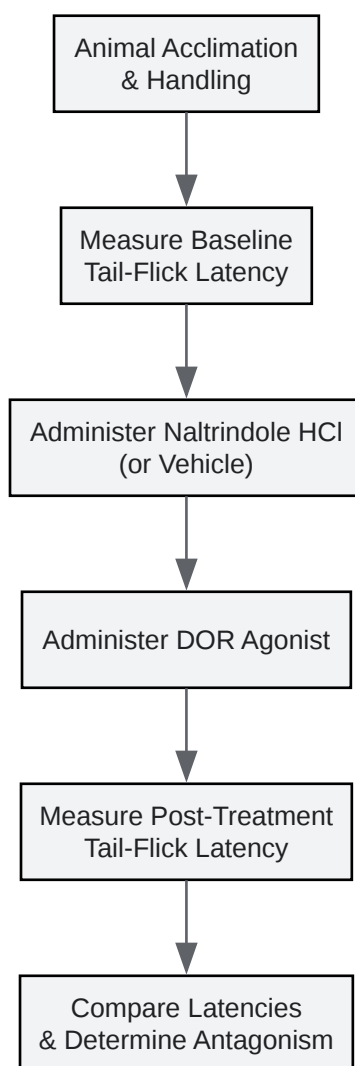 Animal Acclimation
& Handling
Measure Baseline
Tail-Flick Latency
Administer Naltrindole HCl
(or Vehicle)
Administer DOR Agonist
Measure Post-Treatment
Tail-Flick Latency
Compare Latencies
& Determine Antagonism